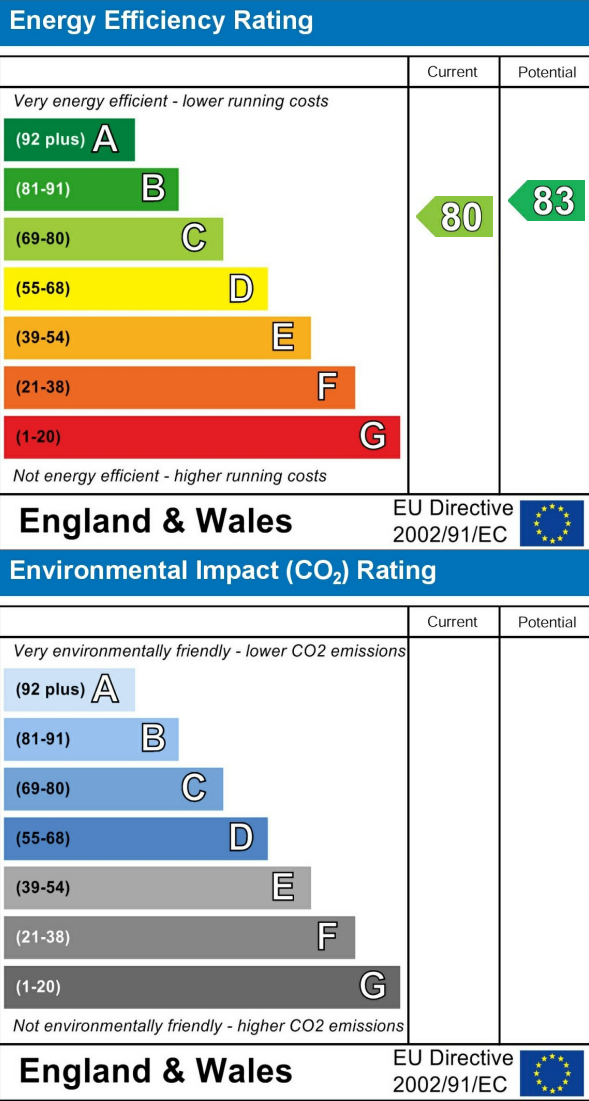 Energy Efficiency Rating
Current Potential
Very energy efficient - lower running costs
(92 plus) A
(81-91) B
(69-80) C
80
83
(55-68) D
(39-54) E
(21-38) F
(1-20) G
Not energy efficient - higher running costs
England & Wales
EU Directive
2002/91/EC
Environmental Impact (CO₂) Rating
Current Potential
Very environmentally friendly - lower CO2 emissions
(92 plus) A
(81-91) B
(69-80) C
(55-68) D
(39-54) E
(21-38) F
(1-20) G
Not environmentally friendly - higher CO2 emissions
England & Wales
EU Directive
2002/91/EC